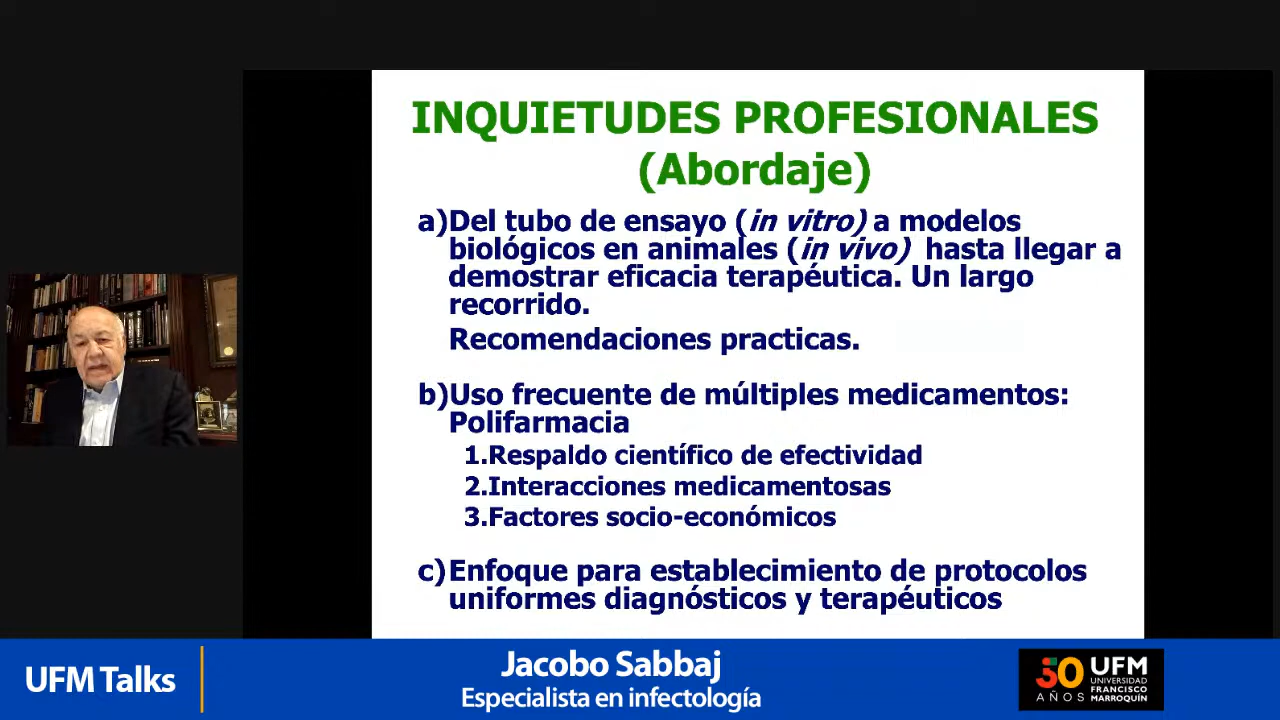 INQUIETUDES PROFESIONALES
(Abordaje)
a)Del tubo de ensayo (in vitro) a modelos
biológicos en animales (in vivo) hasta llegar a
demostrar eficacia terapéutica. Un largo
recorrido.
Recomendaciones practicas.
b)Uso frecuente de múltiples medicamentos:
Polifarmacia
1.Respaldo científico de efectividad
2.Interacciones medicamentosas
3.Factores socio-económicos
c)Enfoque para establecimiento de protocolos
uniformes diagnósticos y terapéuticos
UFM Talks
Jacobo Sabbaj
Especialista en infectología
50
AÑOS
UFM
UNIVERSIDAD
FRANCISCO
MARROQUÍN